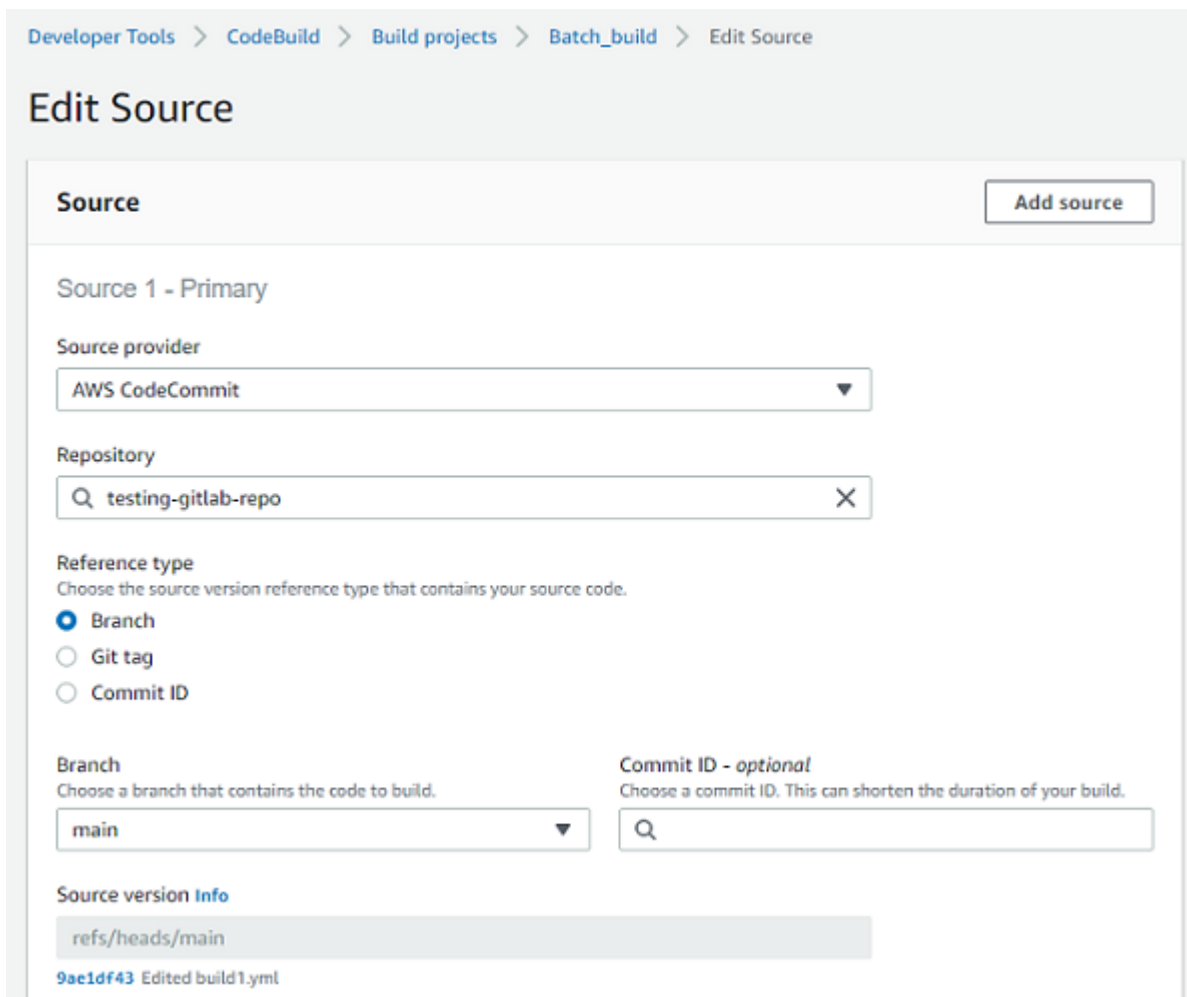 Developer Tools > CodeBuild > Build projects > Batch_build > Edit Source
Edit Source
Source
Add source
Source 1 - Primary
Source provider
AWS CodeCommit
Repository
testing-gitlab-repo
Reference type
Choose the source version reference type that contains your source code.
Branch
Git tag
Commit ID
Branch
Choose a branch that contains the code to build.
main
Commit ID - optional
Choose a commit ID. This can shorten the duration of your build.
Source version Info
refs/heads/main
9ae1df43 Edited build1.yml